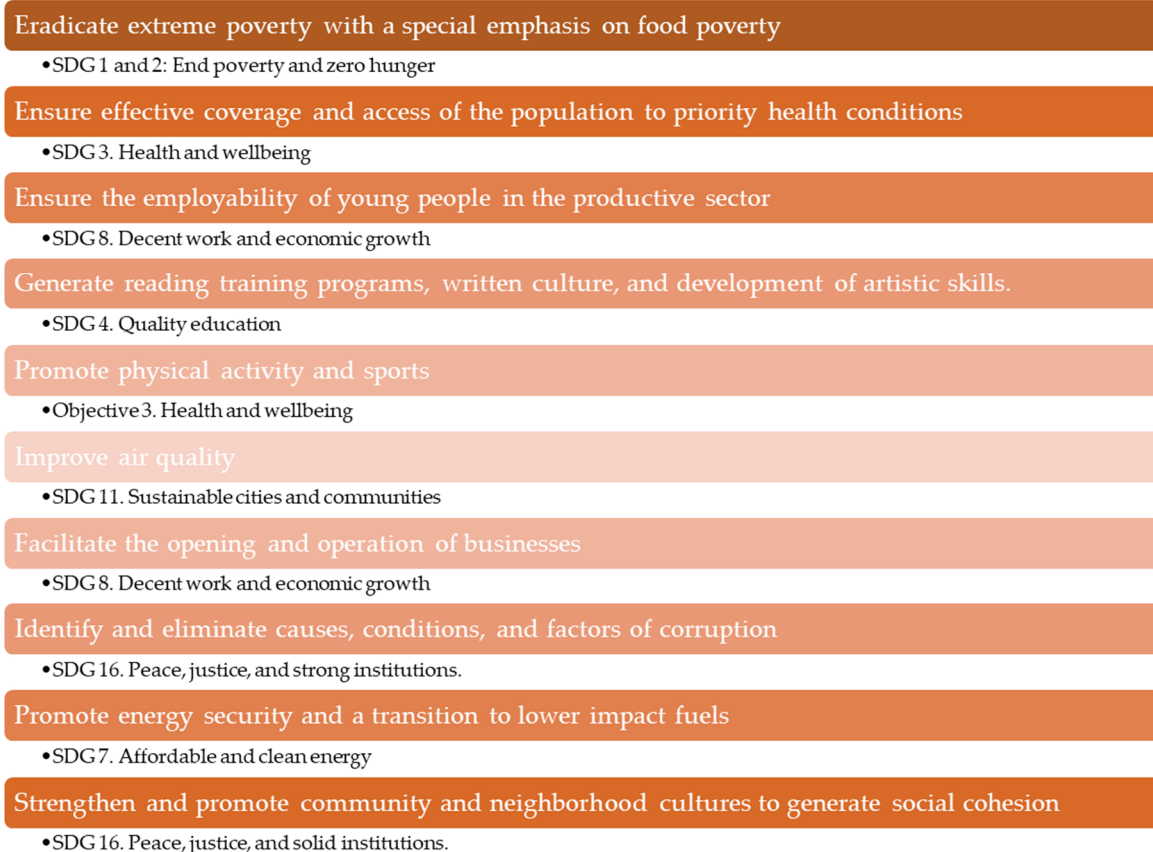 Eradicate extreme poverty with a special emphasis on food poverty
•SDG 1 and 2: End poverty and zero hunger
Ensure effective coverage and access of the population to priority health conditions
•SDG 3. Health and wellbeing
Ensure the employability of young people in the productive sector
•SDG 8. Decent work and economic growth
Generate reading training programs, written culture, and development of artistic skills.
•SDG 4. Quality education
Promote physical activity and sports
•Objective 3. Health and wellbeing
Improve air quality
•SDG 11. Sustainable cities and communities
Facilitate the opening and operation of businesses
•SDG 8. Decent work and economic growth
Identify and eliminate causes, conditions, and factors of corruption
•SDG 16. Peace, justice, and strong institutions.
Promote energy security and a transition to lower impact fuels
•SDG 7. Affordable and clean energy
Strengthen and promote community and neighborhood cultures to generate social cohesion
•SDG 16. Peace, justice, and solid institutions.